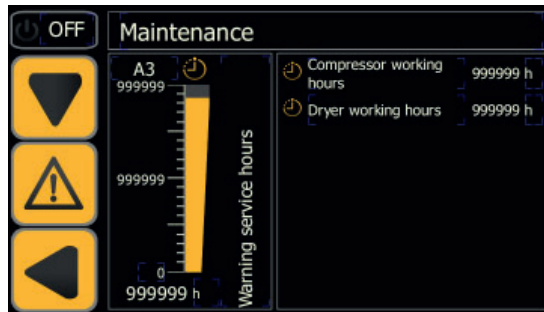 OFF
Maintenance
A3
999999
999999
0
999999 h
Warning service hours
Compressor working
hours
999999 h
Dryer working hours 999999 h